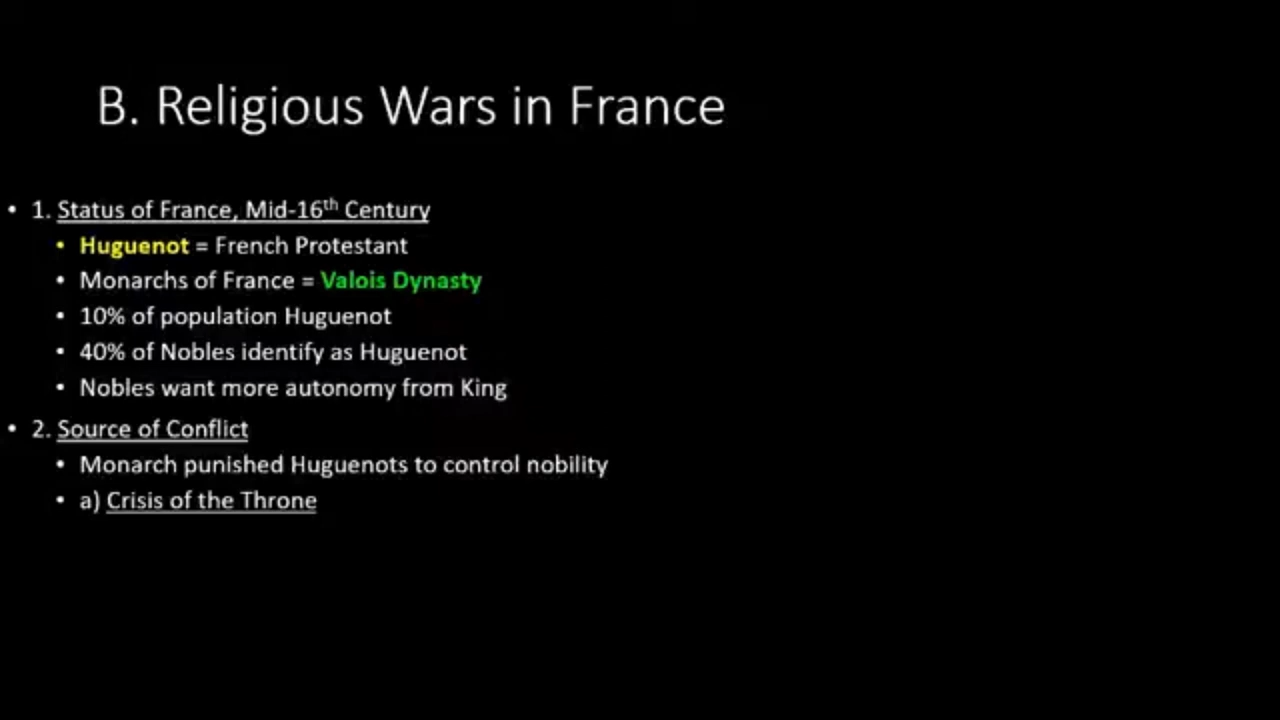 B. Religious Wars in France
• 1. Status of France, Mid-16th Century
• Huguenot = French Protestant
• Monarchs of France = Valois Dynasty
• 10% of population Huguenot
• 40% of Nobles identify as Huguenot
• Nobles want more autonomy from King
• 2. Source of Conflict
• Monarch punished Huguenots to control nobility
• a) Crisis of the Throne